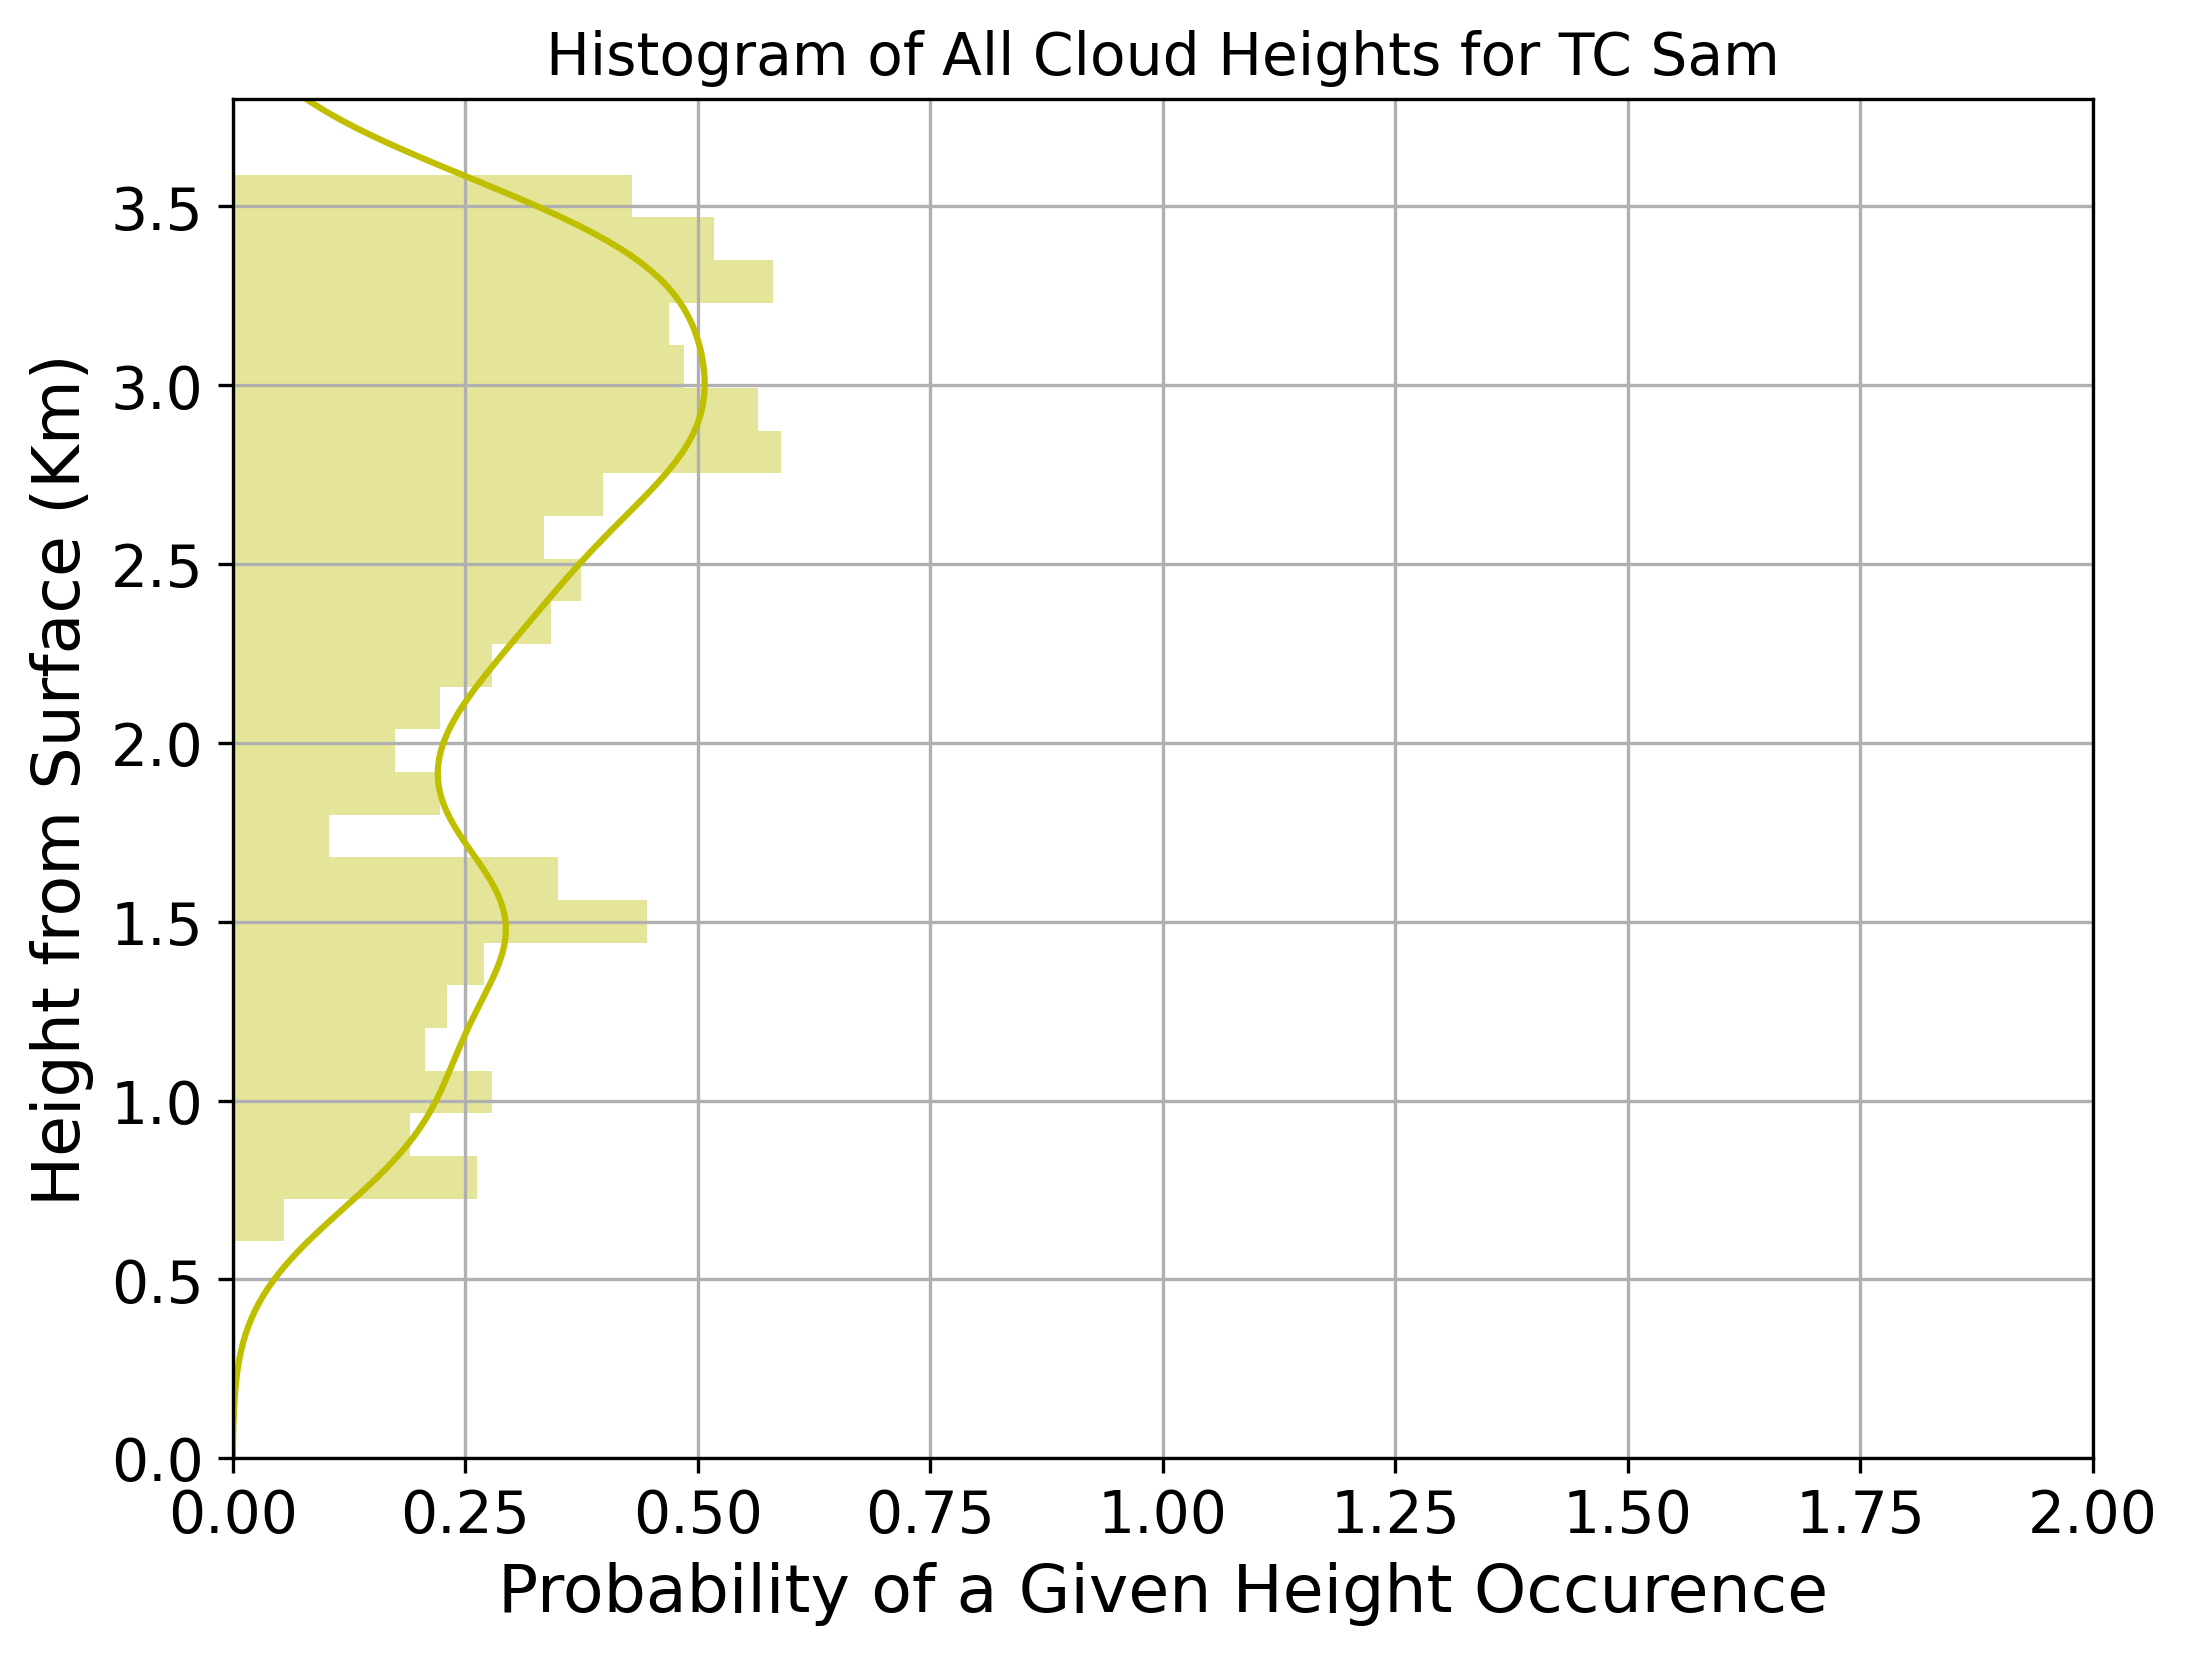 Histogram of All Cloud Heights for TC Sam
Height from Surface (Km)
3.5
3.0
2.5
2.0
1.5
1.0
0.5
0.0
0.00 0.25 0.50 0.75 1.00 1.25 1.50 1.75 2.00
Probability of a Given Height Occurence